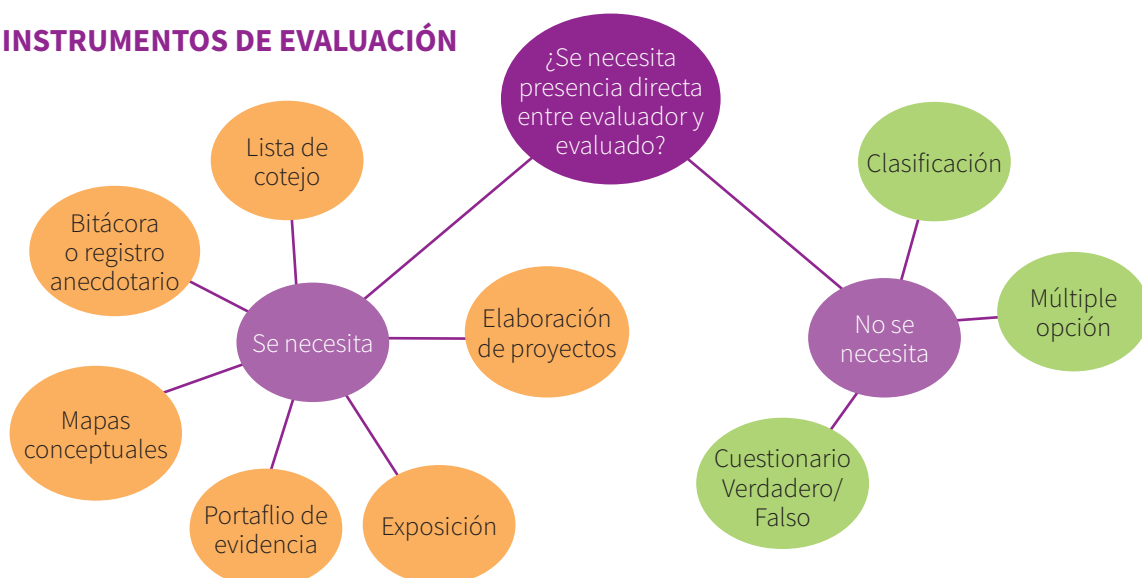 INSTRUMENTOS DE EVALUACIÓN
¿Se necesita
presencia directa
entre evaluador y
evaluado?
Lista de
cotejo
Bitácora
o registro
anecdotario
Se necesita
Elaboración
de proyectos
Mapas
conceptuales
Portaflio de
evidencia
Exposición
Clasificación
Múltiple
opción
No se
necesita
Cuestionario
Verdadero/
Falso